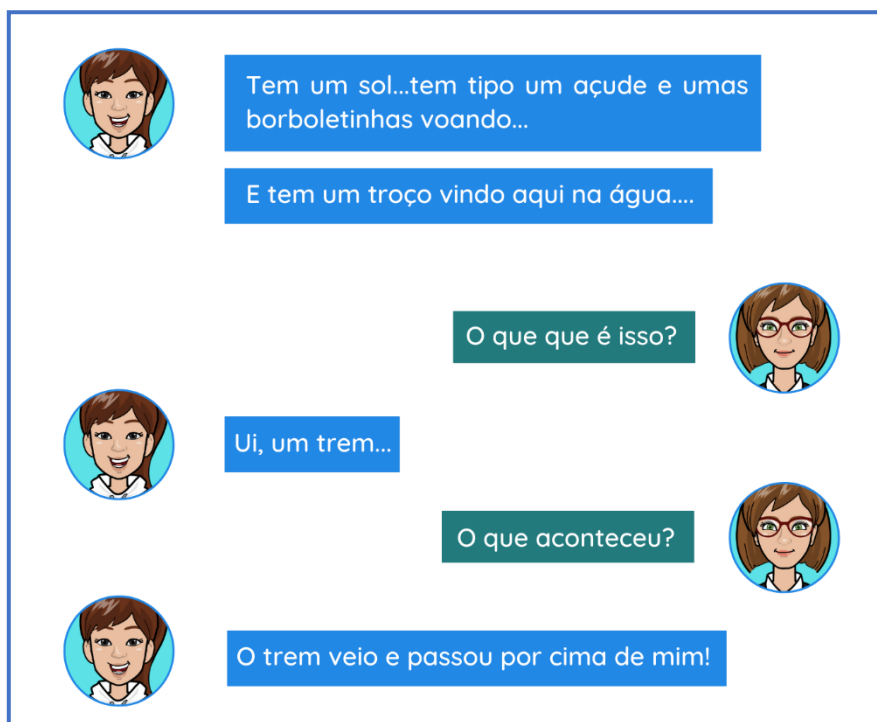 Tem um sol...tem tipo um açude e umas
borboletinhas voando...
E tem um troço vindo aqui na água....
O que que é isso?
Ui, um trem...
O que aconteceu?
O trem veio e passou por cima de mim!